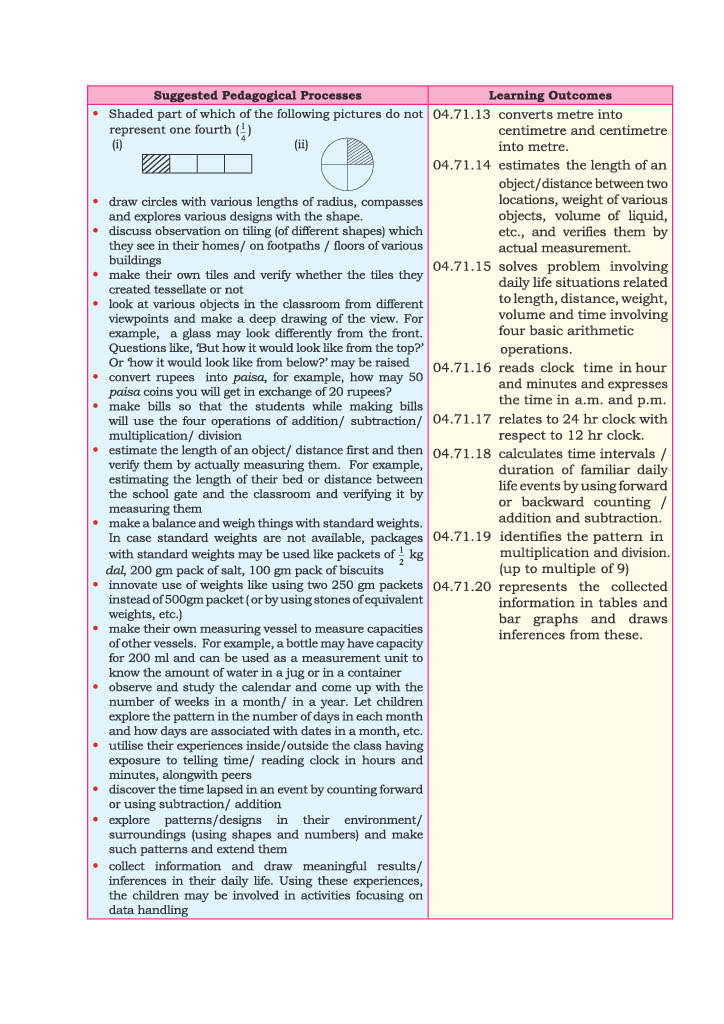 Suggested Pedagogical Processes
• Shaded part of which of the following pictures do not
represent one fourth (1/4)
(i) (ii)
• draw circles with various lengths of radius, compasses
and explores various designs with the shape.
• discuss observation on tiling (of different shapes) which
they see in their homes/ on footpaths / floors of various
buildings
• make their own tiles and verify whether the tiles they
created tessellate or not
• look at various objects in the classroom from different
viewpoints and make a deep drawing of the view. For
example, a glass may look differently from the front.
Questions like, ‘But how it would look like from the top?’
Or ‘how it would look like from below?’ may be raised
• convert rupees into paisa, for example, how may 50
paisa coins you will get in exchange of 20 rupees?
• make bills so that the students while making bills
will use the four operations of addition/ subtraction/
multiplication/ division
• estimate the length of an object/ distance first and then
verify them by actually measuring them. For example,
estimating the length of their bed or distance between
the school gate and the classroom and verifying it by
measuring them
• make a balance and weigh things with standard weights.
In case standard weights are not available, packages
with standard weights may be used like packets of 1/2 kg
dal, 200 gm pack of salt, 100 gm pack of biscuits
• innovate use of weights like using two 250 gm packets
instead of 500gm packet ( or by using stones of equivalent
weights, etc.)
• make their own measuring vessel to measure capacities
of other vessels. For example, a bottle may have capacity
for 200 ml and can be used as a measurement unit to
know the amount of water in a jug or in a container
• observe and study the calendar and come up with the
number of weeks in a month/ in a year. Let children
explore the pattern in the number of days in each month
and how days are associated with dates in a month, etc.
• utilise their experiences inside/outside the class having
exposure to telling time/ reading clock in hours and
minutes, alongwith peers
• discover the time lapsed in an event by counting forward
or using subtraction/ addition
• explore patterns/designs in their environment/
surroundings (using shapes and numbers) and make
such patterns and extend them
• collect information and draw meaningful results/
inferences in their daily life. Using these experiences,
the children may be involved in activities focusing on
data handling
Learning Outcomes
04.71.13 converts metre into
centimetre and centimetre
into metre.
04.71.14 estimates the length of an
object/distance between two
locations, weight of various
objects, volume of liquid,
etc., and verifies them by
actual measurement.
04.71.15 solves problem involving
daily life situations related
to length, distance, weight,
volume and time involving
four basic arithmetic
operations.
04.71.16 reads clock time in hour
and minutes and expresses
the time in a.m. and p.m.
04.71.17 relates to 24 hr clock with
respect to 12 hr clock.
04.71.18 calculates time intervals /
duration of familiar daily
life events by using forward
or backward counting /
addition and subtraction.
04.71.19 identifies the pattern in
multiplication and division.
(up to multiple of 9)
04.71.20 represents the collected
information in tables and
bar graphs and draws
inferences from these.